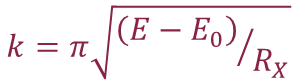 k = π√((E − E₀)/R_X)